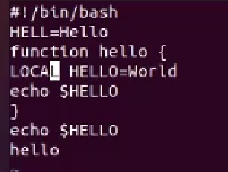 #!/bin/bash
HELL=Hello
function hello {
LOCAL HELLO=World
echo $HELLO
}
echo $HELLO
hello